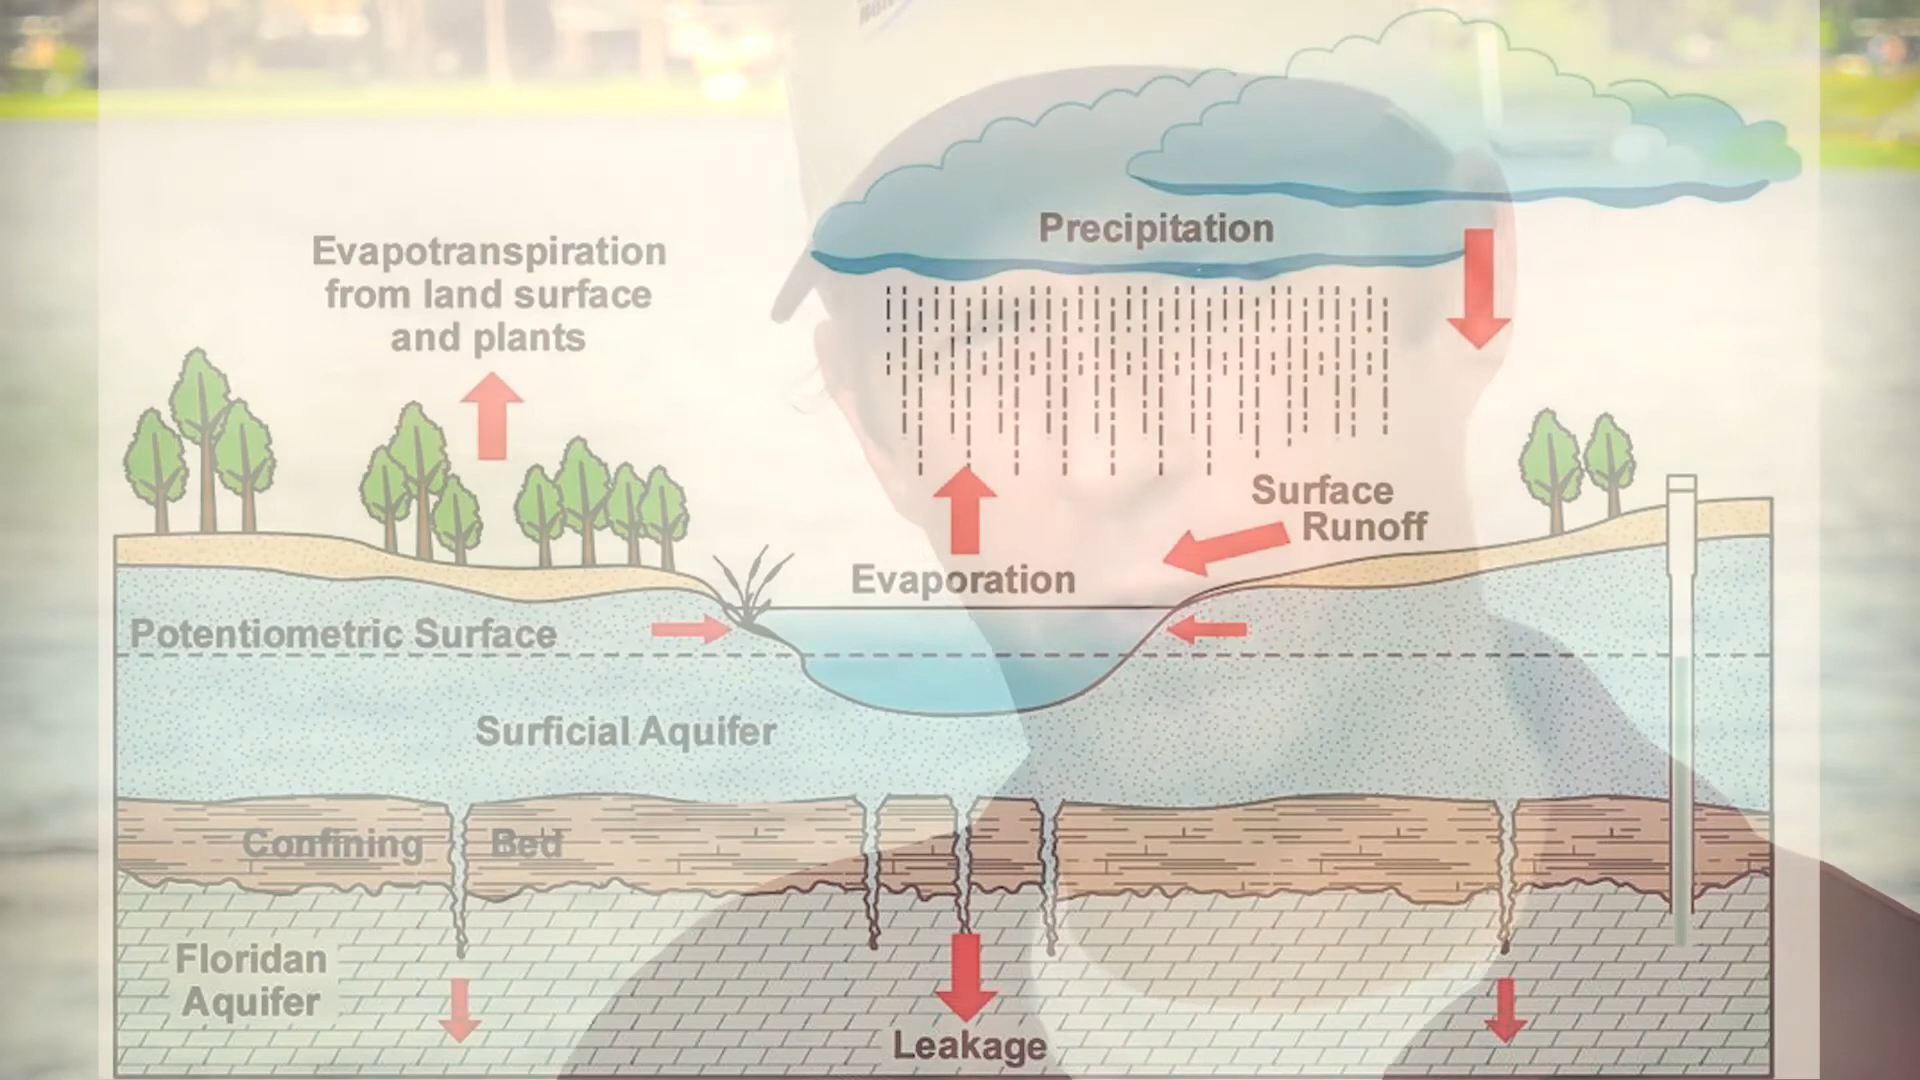 Precipitation
Evapotranspiration
from land surface
and plants
Surface
Runoff
Evaporation
Potentiometric Surface
Surficial Aquifer
Confining Bed
Floridan
Aquifer
Leakage